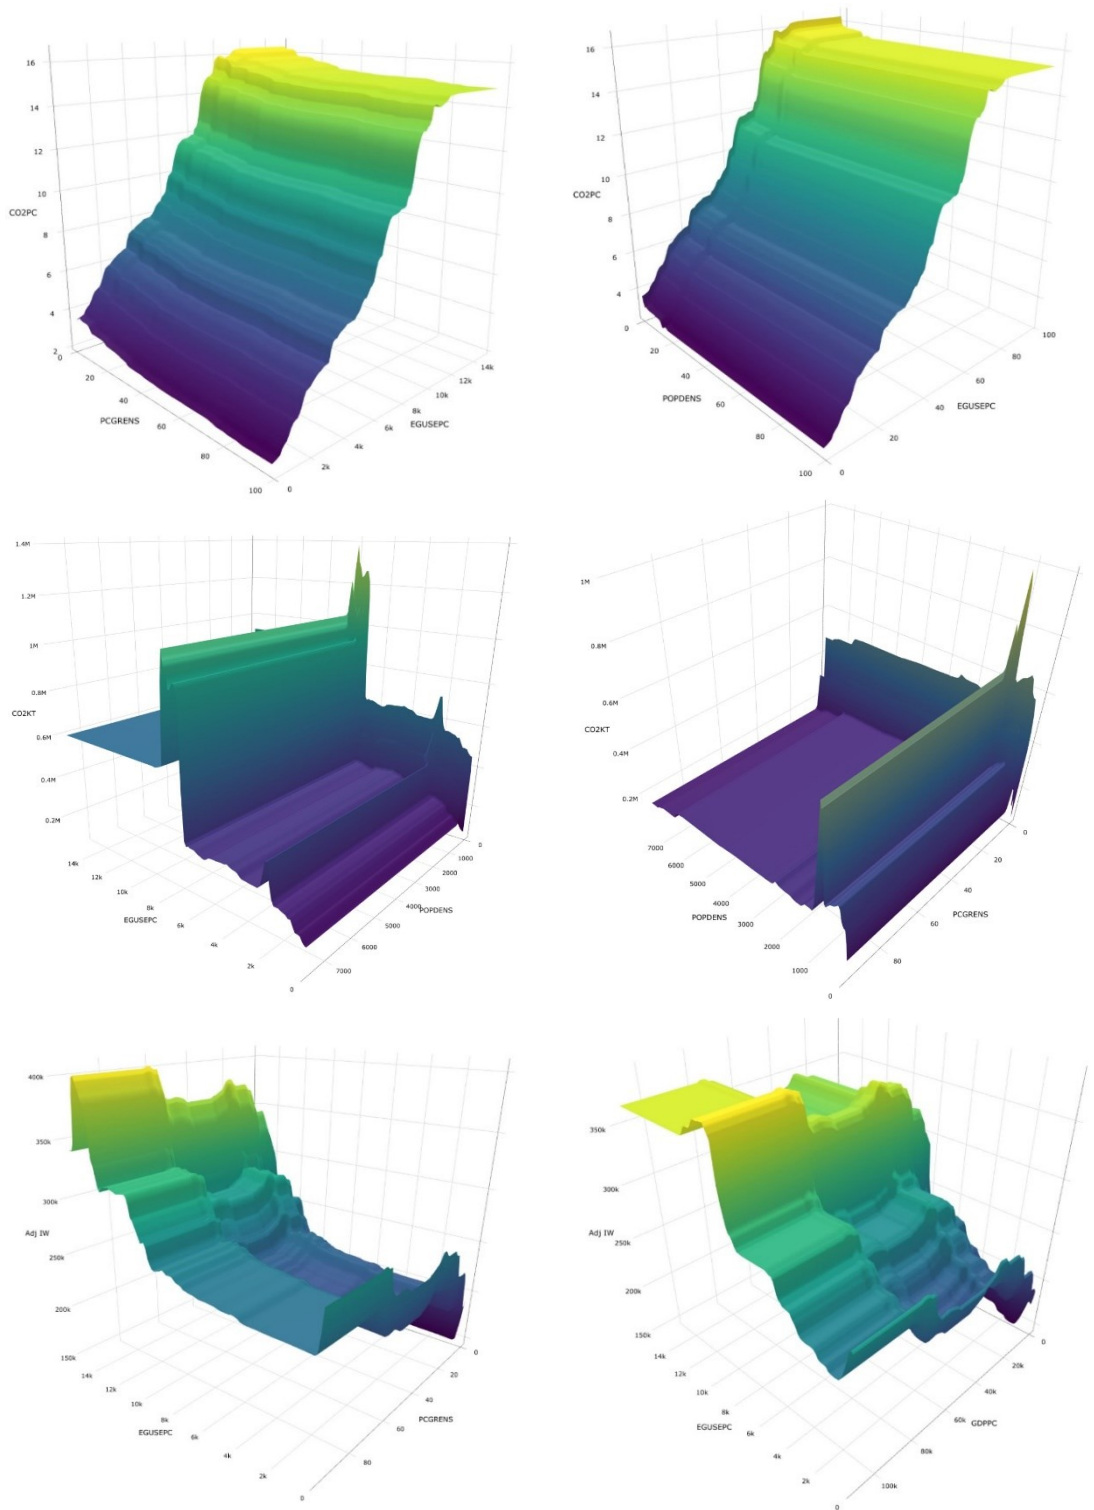 16
14
12
10
CO2PC
8
6
4
2
0
20
40
PCGRENS
60
80
100
0
2k
4k
6k
EGUSEPC
8k
10k
12k
14k
16
14
12
10
CO2PC
8
6
4
0
20
40
POPDENS
60
80
100
0
20
40
EGUSEPC
60
80
100
1.4M
1.2M
1M
0.8M
CO2KT
0.6M
0.4M
0.2M
14k
12k
10k
8k
EGUSEPC
6k
4k
2k
0
7000
6000
5000
4000
POPDENS
3000
2000
1000
0
1M
0.8M
0.6M
CO2KT
0.4M
0.2M
7000
6000
5000
4000
POPDENS
3000
2000
1000
0
80
60
PCGRENS
40
20
0
400k
350k
300k
Adj IW
250k
200k
150k
14k
12k
10k
8k
EGUSEPC
6k
4k
2k
0
80
60
PCGRENS
40
20
0
350k
300k
Adj IW
250k
200k
150k
14k
12k
10k
8k
EGUSEPC
6k
4k
2k
0
100k
80k
60k
GDPPC
40k
20k
0